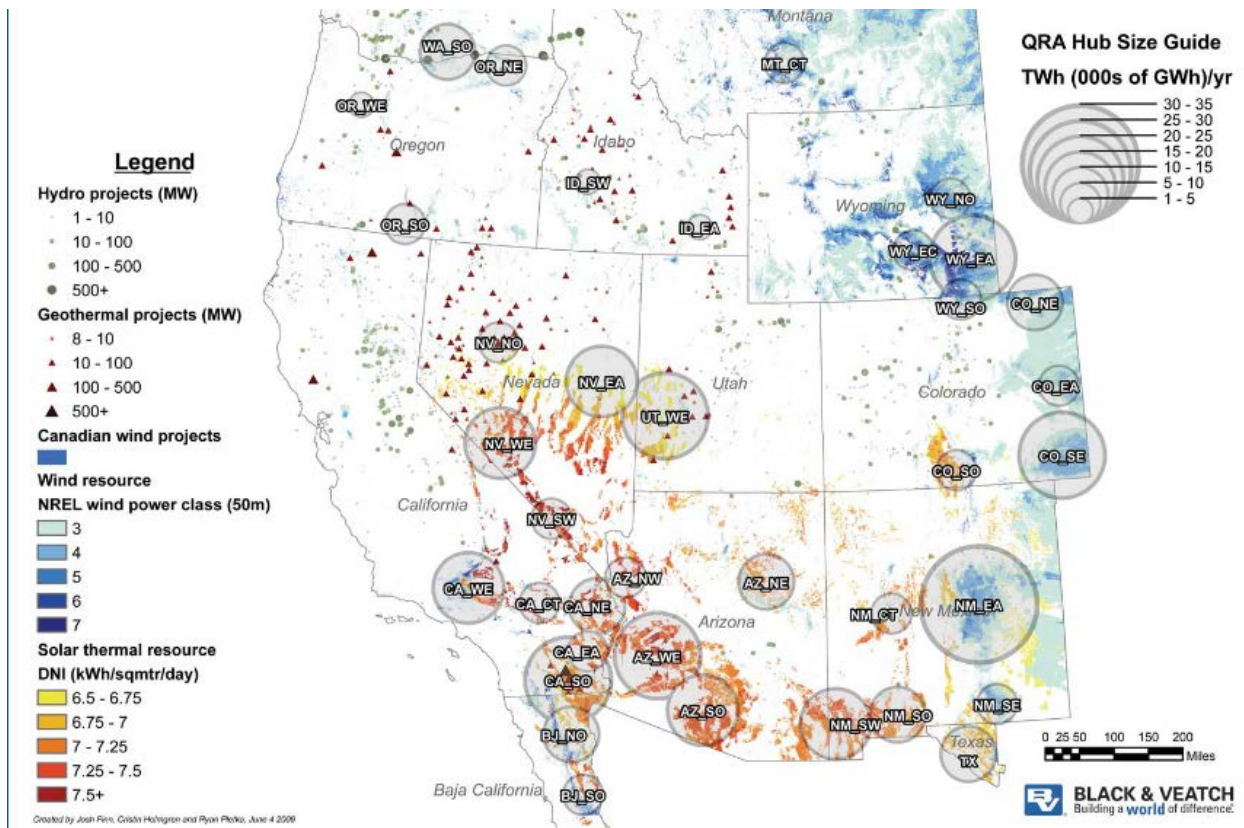 Montana
WA_SO
OR_NE
MT_CT
OR_WE
Oregon
Idaho
ID_SW
WY_NO
Wyoming
OR_SO
ID_EA
WY_EC
WY_EA
WY_SO
CO_NE
NV_NO
Nevada
NV_EA
Utah
CO_EA
Colorado
UT_WE
NV_WE
CO_SE
CO_SO
California
NV_SW
CA_WE
AZ_NW
AZ_NE
CA_CT
CA_NE
NM_EA
NM_CT
New Mexico
Arizona
CA_EA
AZ_WE
CA_SO
AZ_SO
NM_SE
NM_SO
NM_SW
BJ_NO
Texas
TX
Baja California
BJ_SO
QRA Hub Size Guide
TWh (000s of GWh)/yr
30 - 35
25 - 30
20 - 25
15 - 20
10 - 15
5 - 10
1 - 5
Legend
Hydro projects (MW)
1 - 10
10 - 100
100 - 500
500+
Geothermal projects (MW)
8 - 10
10 - 100
100 - 500
500+
Canadian wind projects
Wind resource
NREL wind power class (50m)
3
4
5
6
7
Solar thermal resource
DNI (kWh/sqmtr/day)
6.5 - 6.75
6.75 - 7
7 - 7.25
7.25 - 7.5
7.5+
0 25 50 100 150 200
Miles
BV
BLACK & VEATCH
Building a world of difference.
Created by Josh Finn, Cristin Holmgren and Ryan Pletka, June 4 2009